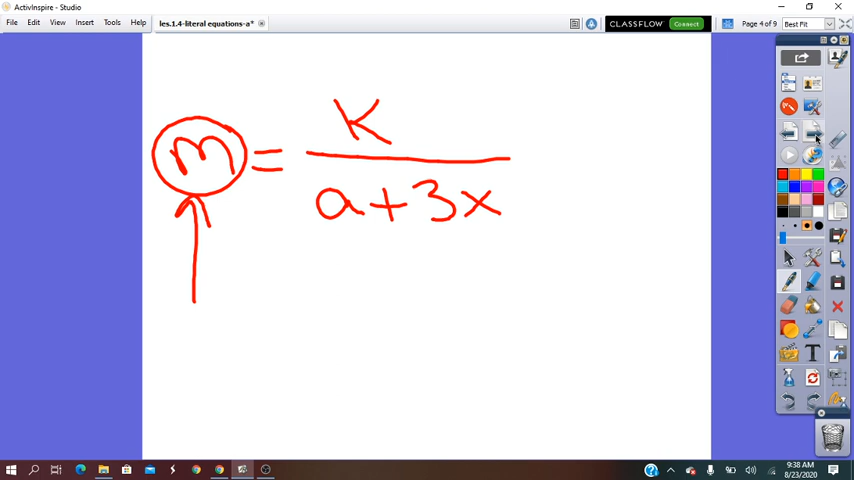 ActivInspire - Studio
File Edit View Insert Tools Help
les.1.4-literal equations-a*
CLASSFLOW Connect
Page 4 of 9
Best Fit
m = K
a + 3x
T
9:38 AM
8/23/2020